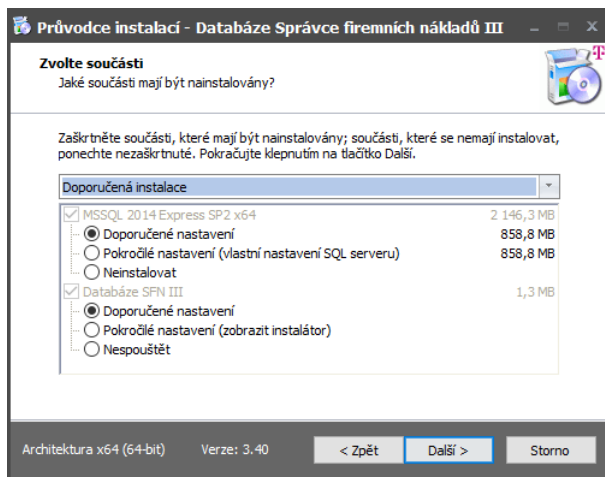 Průvodce instalací - Databáze Správce firemních nákladů III
Zvolte součásti
Jaké součásti mají být nainstalovány?
T
Zaškrtněte součásti, které mají být nainstalovány; součásti, které se nemají instalovat,
ponechte nezaškrtnuté. Pokračujte klepnutím na tlačítko Další.
Doporučená instalace
MSSQL 2014 Express SP2 x64 2 146,3 MB
Doporučené nastavení 858,8 MB
Pokročilé nastavení (vlastní nastavení SQL serveru) 858,8 MB
Neinstalovat
Databáze SFN III 1,3 MB
Doporučené nastavení
Pokročilé nastavení (zobrazit instalátor)
Nespouštět
Architektura x64 (64-bit) Verze: 3.40 < Zpět Další > Storno